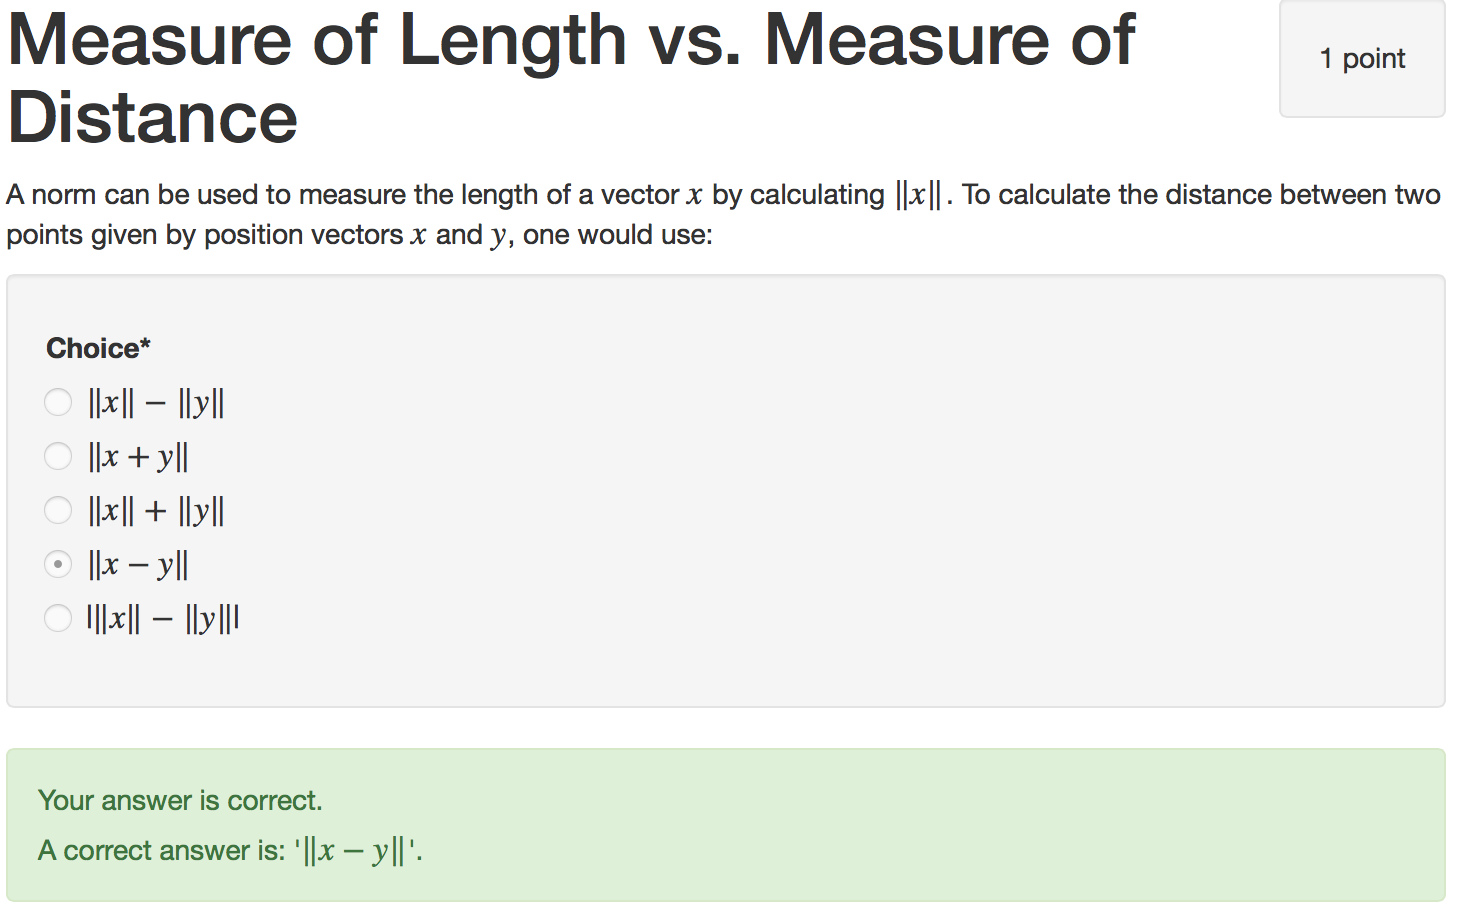 Measure of Length vs. Measure of
Distance
1 point
A norm can be used to measure the length of a vector x by calculating ||x||. To calculate the distance between two
points given by position vectors x and y, one would use:
Choice*
||x|| − ||y||
||x + y||
||x|| + ||y||
||x − y||
|||x|| − ||y|||
Your answer is correct.
A correct answer is: '||x − y||'.